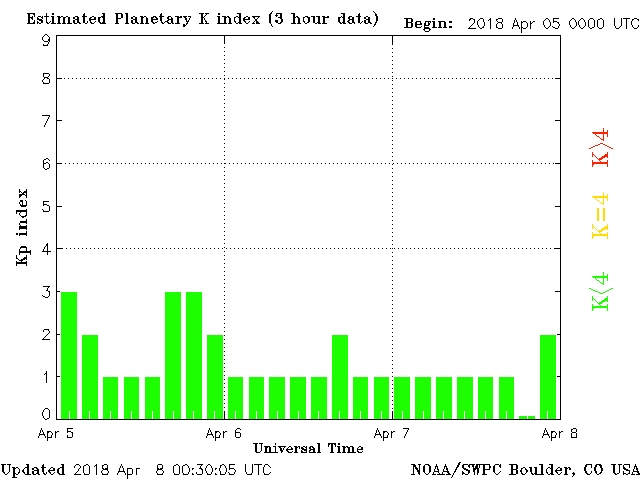 Estimated Planetary K index (3 hour data) Begin: 2018 Apr 05 0000 UTC
9
8
7
6
5
4
3
2
1
0
Kp index
K>4
K=4
K<4
Apr 5 Apr 6 Apr 7 Apr 8
Universal Time
Updated 2018 Apr 8 00:30:05 UTC NOAA/SWPC Boulder, CO USA